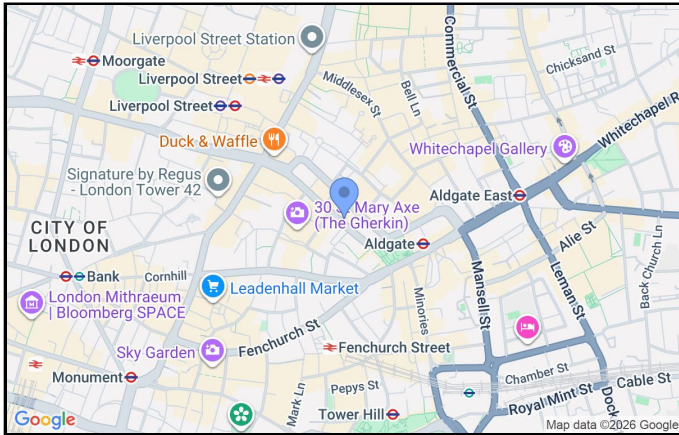 Liverpool Street Station
Moorgate
Liverpool Street
Liverpool Street
Middlesex St
Bell Ln
Commercial St
Chicksand St
Whitechapel R
Duck & Waffle
Whitechapel Gallery
Signature by Regus
- London Tower 42
30 St Mary Axe
(The Gherkin)
Aldgate East
CITY OF
LONDON
Aldgate
Alie St
Back Church Ln
Bank
Cornhill
Leadenhall Market
London Mithraeum
| Bloomberg SPACE
Minories
Mansell St
Leman St
Sky Garden
Fenchurch St
Fenchurch Street
Monument
Mark Ln
Pepys St
Chamber St
Cable St
Royal Mint St
Dock
Tower Hill
Google
Map data ©2026 Google